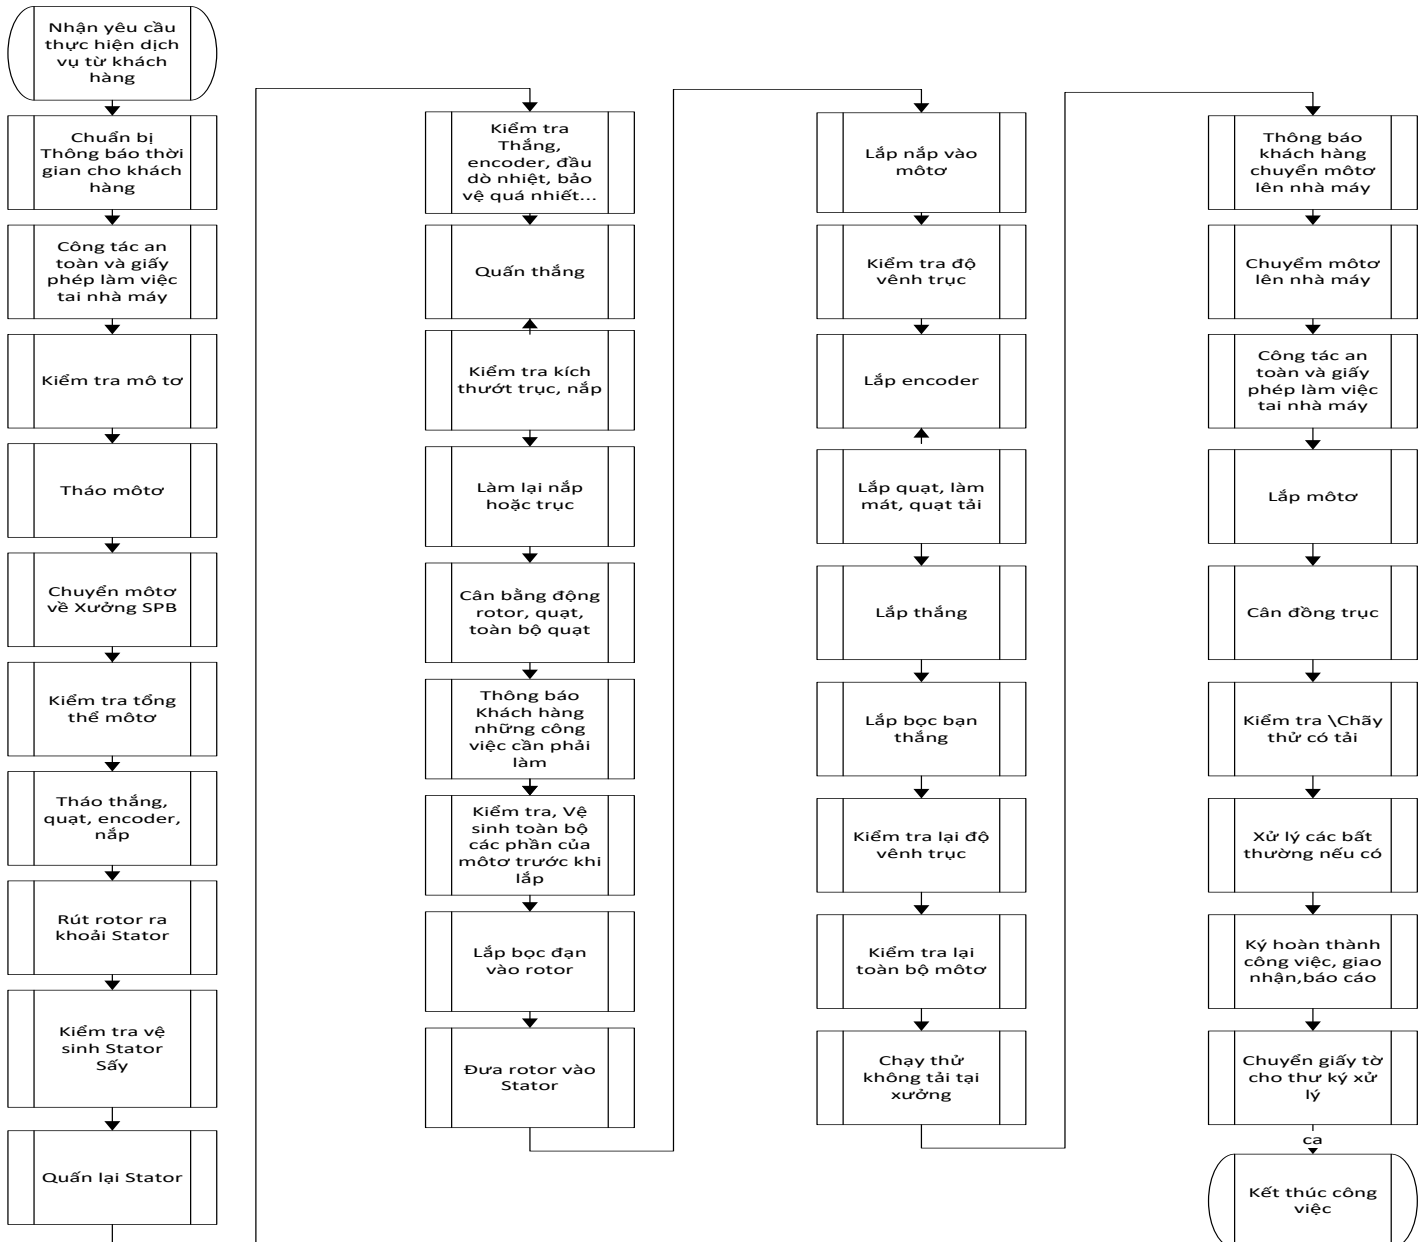 Nhận yêu cầu
thực hiện dịch
vụ từ khách
hàng
Chuẩn bị
Thông báo thời
gian cho khách
hàng
Công tác an
toàn và giấy
phép làm việc
tai nhà máy
Kiểm tra mô tơ
Tháo môtơ
Chuyển môtơ
về Xưởng SPB
Kiểm tra tổng
thể môtơ
Tháo thắng,
quạt, encoder,
nắp
Rút rotor ra
khoải Stator
Kiểm tra vệ
sinh Stator
Sấy
Quấn lại Stator
Kiểm tra
Thắng,
encoder, đầu
dò nhiệt, bảo
vệ quá nhiết...
Quấn thắng
Kiểm tra kích
thướt trục, nắp
Làm lại nắp
hoặc trục
Cân bằng động
rotor, quạt,
toàn bộ quạt
Thông báo
Khách hàng
những công
việc cần phải
làm
Kiểm tra, Vệ
sinh toàn bộ
các phần của
môtơ trước khi
lắp
Lắp bọc đạn
vào rotor
Đưa rotor vào
Stator
Lắp nắp vào
môtơ
Kiểm tra độ
vênh trục
Lắp encoder
Lắp quạt, làm
mát, quạt tải
Lắp thắng
Lắp bọc bạn
thắng
Kiểm tra lại độ
vênh trục
Kiểm tra lại
toàn bộ môtơ
Chạy thử
không tải tại
xưởng
Thông báo
khách hàng
chuyển môtơ
lên nhà máy
Chuyểm môtơ
lên nhà máy
Công tác an
toàn và giấy
phép làm việc
tai nhà máy
Lắp môtơ
Cân đồng trục
Kiểm tra \Chãy
thử có tải
Xử lý các bất
thường nếu có
Ký hoàn thành
công việc, giao
nhận,báo cáo
Chuyển giấy tờ
cho thư ký xử
lý
ca
Kết thúc công
việc